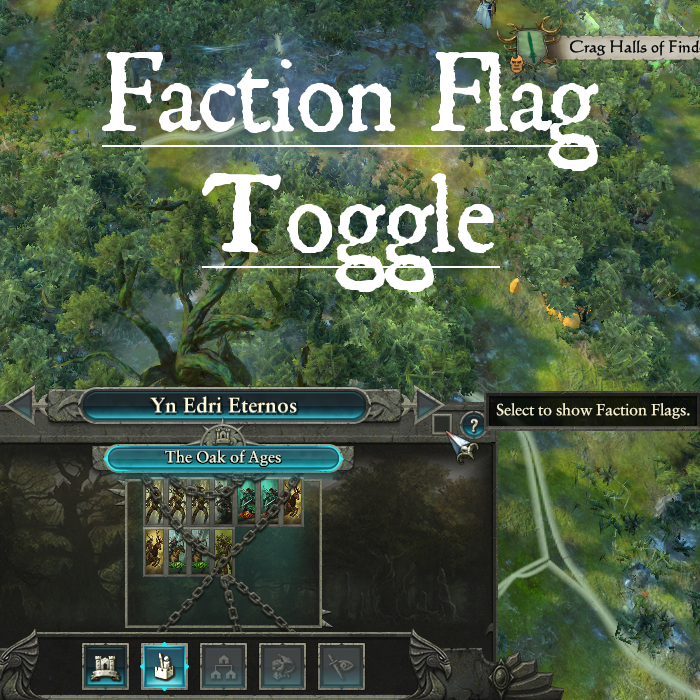 Crag Halls of Find
Faction Flag
Toggle
Yn Edri Eternos
?
Select to show Faction Flags.
The Oak of Ages